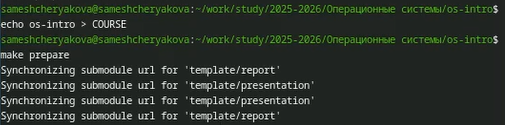 sameshcheryakova@sameshcheryakova:~/work/study/2025-2026/Операционные системы/os-intro$
echo os-intro > COURSE
sameshcheryakova@sameshcheryakova:~/work/study/2025-2026/Операционные системы/os-intro$
make prepare
Synchronizing submodule url for 'template/report'
Synchronizing submodule url for 'template/presentation'
Synchronizing submodule url for 'template/presentation'
Synchronizing submodule url for 'template/report'